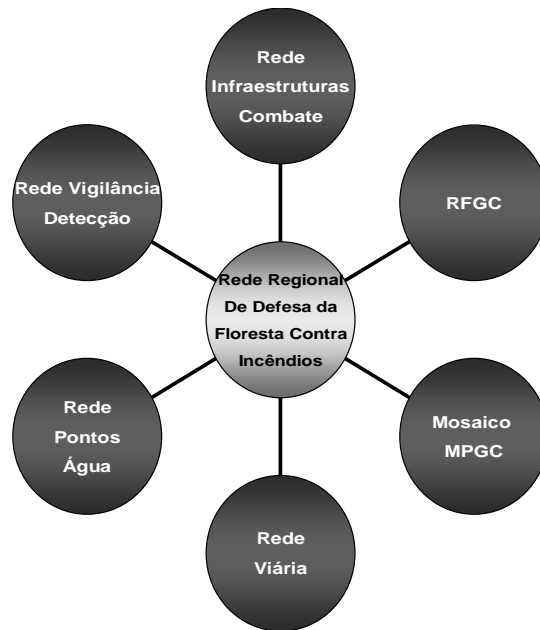 Rede
Infraestruturas
Combate
Rede Vigilância
Detecção
RFGC
Rede Regional
De Defesa da
Floresta Contra
Incêndios
Rede
Pontos
Água
Mosaico
MPGC
Rede
Viária